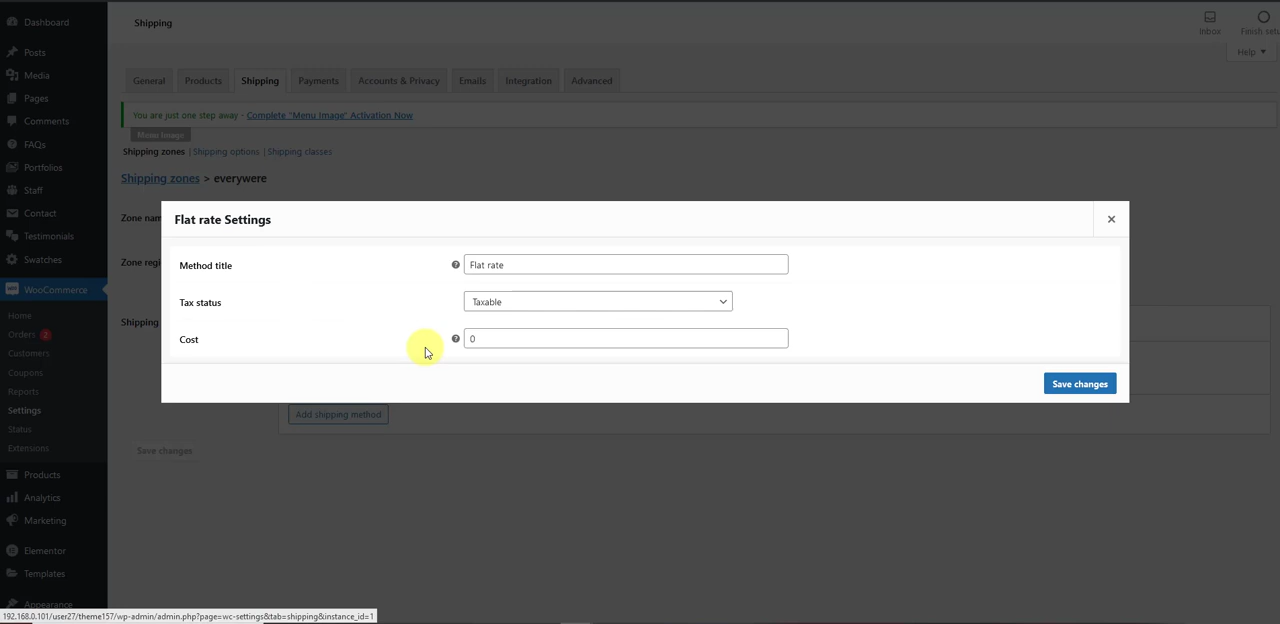 Dashboard
Posts
Media
Pages
Comments
FAQs
Portfolios
Staff
Contact
Testimonials
Swatches
WooCommerce
Home
Orders 2
Customers
Coupons
Reports
Settings
Status
Extensions
Products
Analytics
Marketing
Elementor
Templates
Appearance
Shipping
Inbox
Finish set
Help
General
Products
Shipping
Payments
Accounts & Privacy
Emails
Integration
Advanced
You are just one step away - Complete "Menu Image" Activation Now
Menu Image
Shipping zones | Shipping options | Shipping classes
Shipping zones > everywere
Zone nam
Zone regi
Shipping
Flat rate Settings
Method title
Flat rate
Tax status
Taxable
Cost
0
Save changes
Add shipping method
Save changes
192.168.0.101/user27/theme157/wp-admin/admin.php?page=wc-settings&tab=shipping&instance_id=1